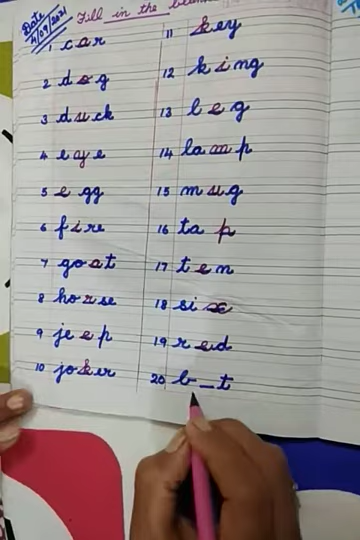 Date
4/09/2021
Fill in the
1 car
2 dog
3 duck
4 eye
5 egg
6 fire
7 goat
8 horse
9 jeep
10 joker
11 key
12 king
13 leg
14 lamp
15 mug
16 tap
17 ten
18 six
19 red
20 b_t